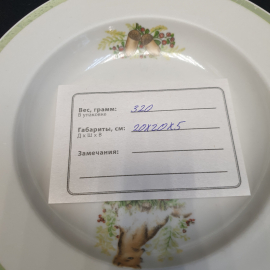 Вес, грамм: 320
В упаковке
Габариты, см: 20х20х5
Д х Ш х В
Замечания: